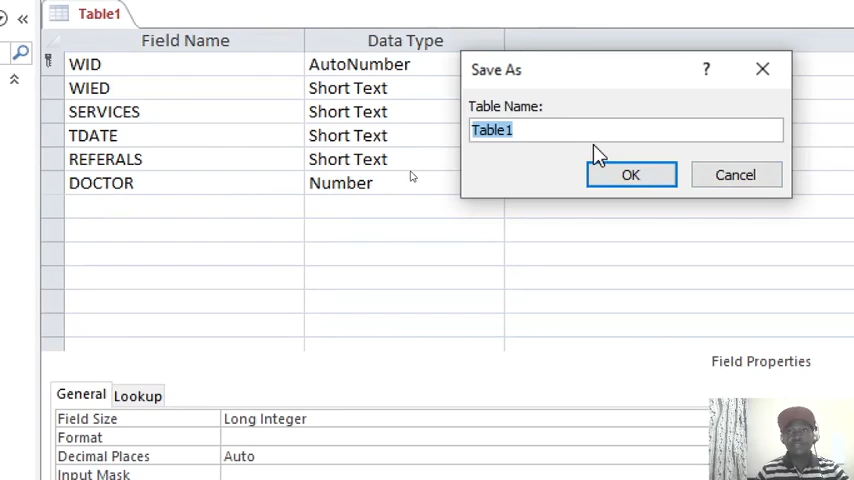 Table1
Field Name Data Type
WID AutoNumber
WIED Short Text
SERVICES Short Text
TDATE Short Text
REFERALS Short Text
DOCTOR Number
Save As ?
Table Name:
Table1
OK Cancel
Field Properties
General Lookup
Field Size Long Integer
Format
Decimal Places Auto
Input Mask